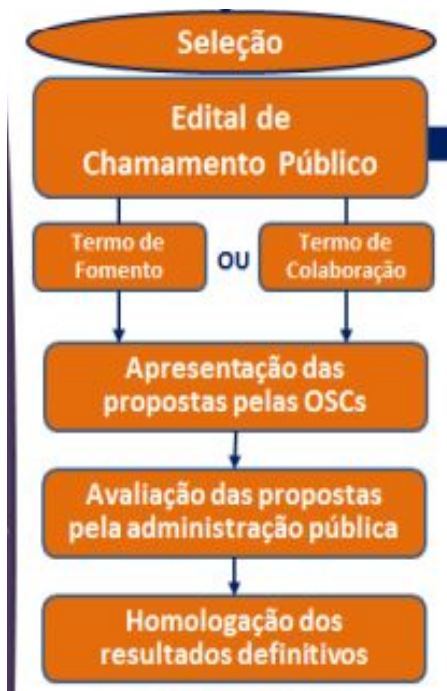 Seleção
Edital de
Chamamento Público
Termo de
Fomento
OU
Termo de
Colaboração
Apresentação das
propostas pelas OSCs
Avaliação das propostas
pela administração pública
Homologação dos
resultados definitivos